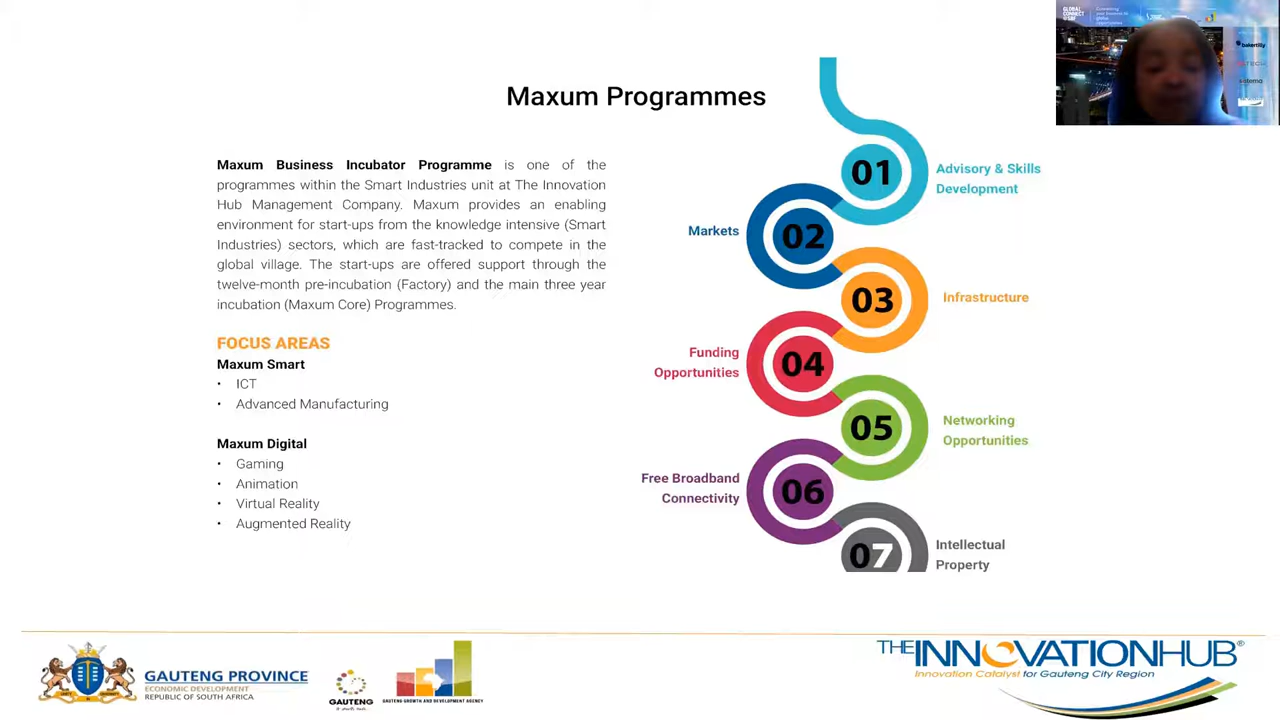 Maxum Programmes
Maxum Business Incubator Programme is one of the
programmes within the Smart Industries unit at The Innovation
Hub Management Company. Maxum provides an enabling
environment for start-ups from the knowledge intensive (Smart
Industries) sectors, which are fast-tracked to compete in the
global village. The start-ups are offered support through the
twelve-month pre-incubation (Factory) and the main three year
incubation (Maxum Core) Programmes.
FOCUS AREAS
Maxum Smart
• ICT
• Advanced Manufacturing
Maxum Digital
• Gaming
• Animation
• Virtual Reality
• Augmented Reality
01
Advisory & Skills
Development
02
Markets
03
Infrastructure
04
Funding
Opportunities
05
Networking
Opportunities
06
Free Broadband
Connectivity
07
Intellectual
Property
GLOBAL
CONNECT
bakertilly
GAUTENG PROVINCE
ECONOMIC DEVELOPMENT
REPUBLIC OF SOUTH AFRICA
GAUTENG
GAUTENG GROWTH AND DEVELOPMENT AGENCY
THEINNOVATIONHUB®
Innovation Catalyst for Gauteng City Region